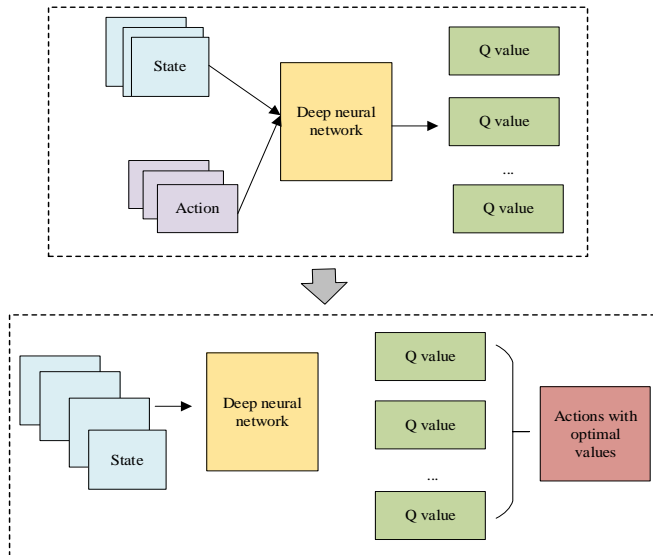 State
Action
Deep neural
network
Q value
Q value
...
Q value
State
Deep neural
network
Q value
Q value
...
Q value
Actions with
optimal
values